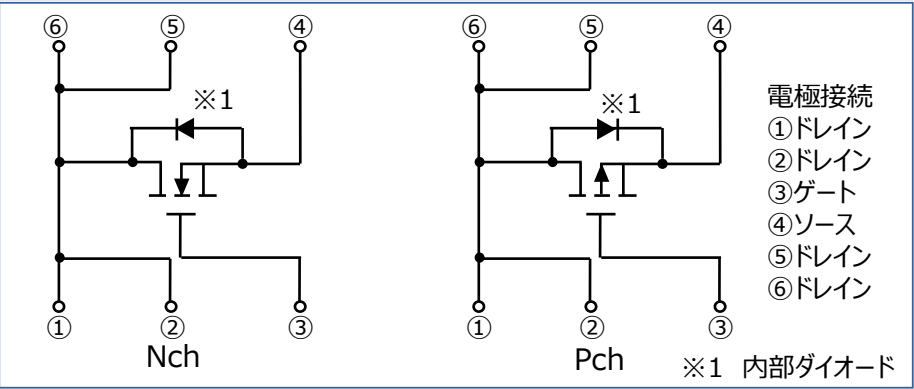 ⑥ ⑤ ④
※1
① ② ③
Nch
⑥ ⑤ ④
※1
① ② ③
Pch
電極接続
①ドレイン
②ドレイン
③ゲート
④ソース
⑤ドレイン
⑥ドレイン
※1 内部ダイオード